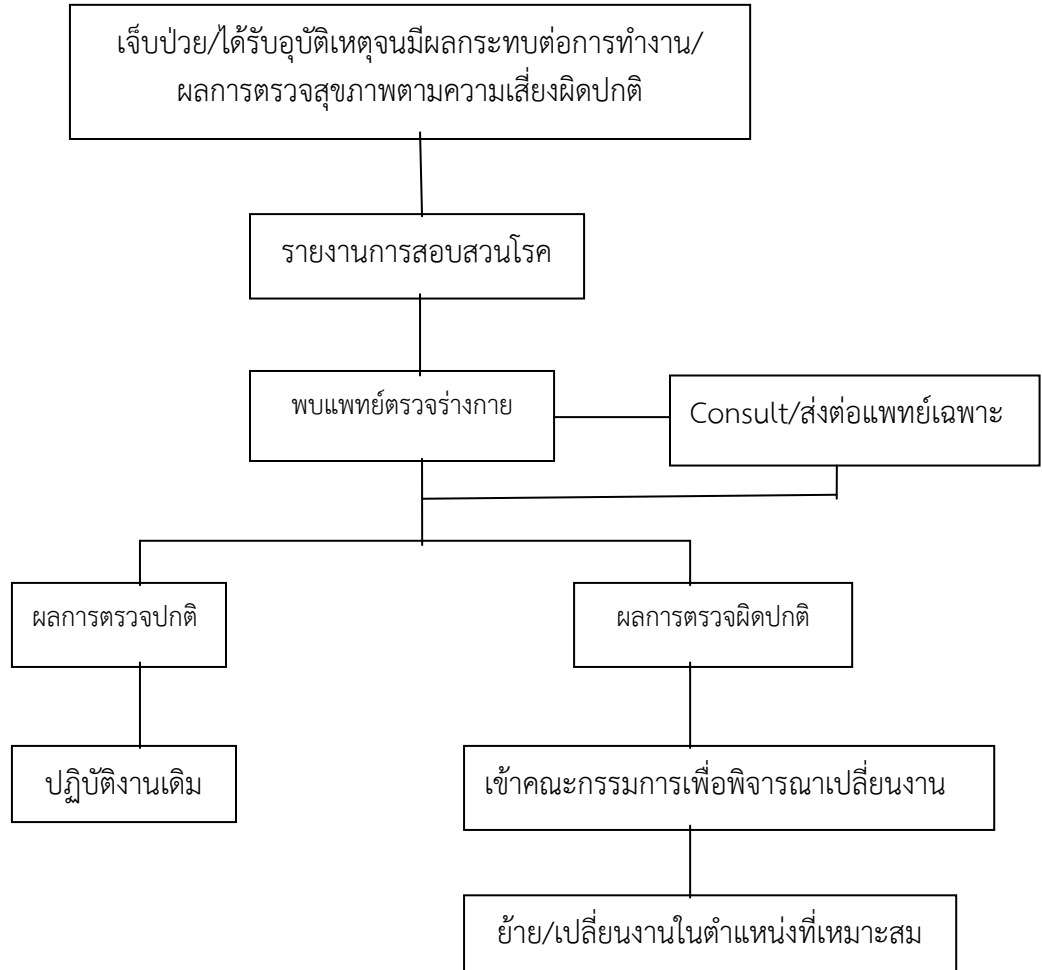 เจ็บป่วย/ได้รับอุบัติเหตุจนมีผลกระทบต่อการทำงาน/
ผลการตรวจสุขภาพตามความเสี่ยงผิดปกติ
รายงานการสอบสวนโรค
พบแพทย์ตรวจร่างกาย
Consult/ส่งต่อแพทย์เฉพาะ
ผลการตรวจปกติ
ผลการตรวจผิดปกติ
ปฏิบัติงานเดิม
เข้าคณะกรรมการเพื่อพิจารณาเปลี่ยนงาน
ย้าย/เปลี่ยนงานในตำแหน่งที่เหมาะสม